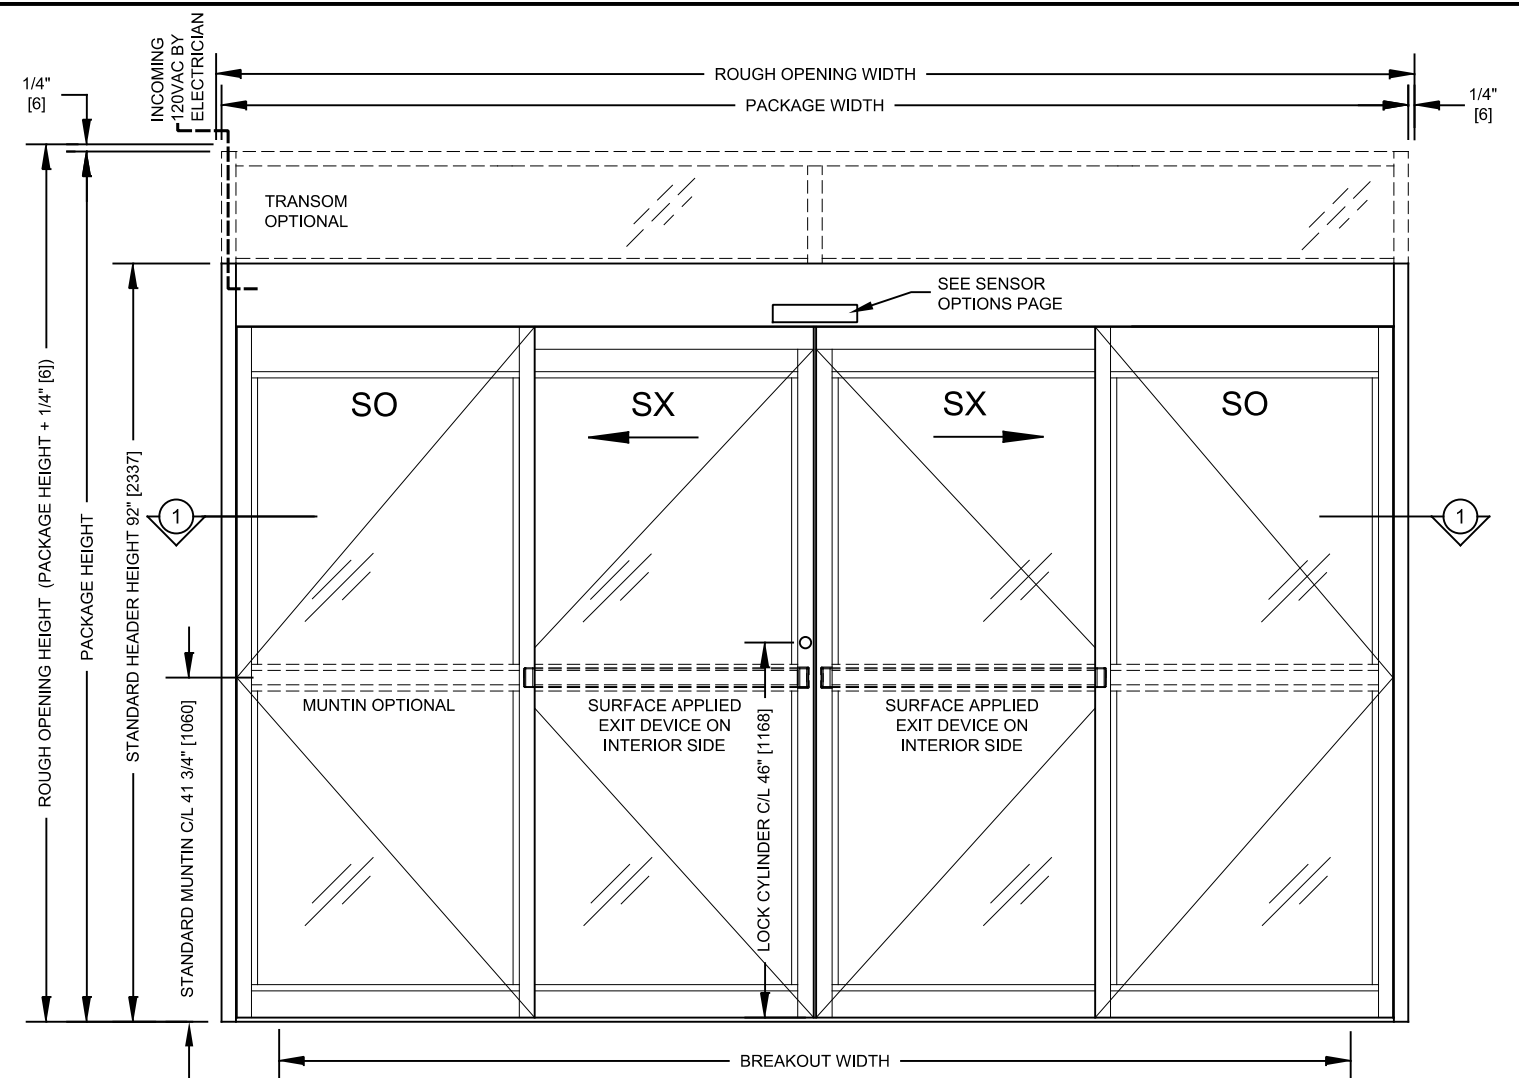 INCOMING
120VAC BY
ELECTRICIAN
ROUGH OPENING WIDTH
PACKAGE WIDTH
1/4"
[6]
1/4"
[6]
TRANSOM
OPTIONAL
SEE SENSOR
OPTIONS PAGE
SO
SX
SX
SO
1
1
ROUGH OPENING HEIGHT (PACKAGE HEIGHT + 1/4" [6])
PACKAGE HEIGHT
STANDARD HEADER HEIGHT 92" [2337]
STANDARD MUNTIN C/L 41 3/4" [1060]
MUNTIN OPTIONAL
SURFACE APPLIED
EXIT DEVICE ON
INTERIOR SIDE
LOCK CYLINDER C/L 46" [1168]
SURFACE APPLIED
EXIT DEVICE ON
INTERIOR SIDE
BREAKOUT WIDTH